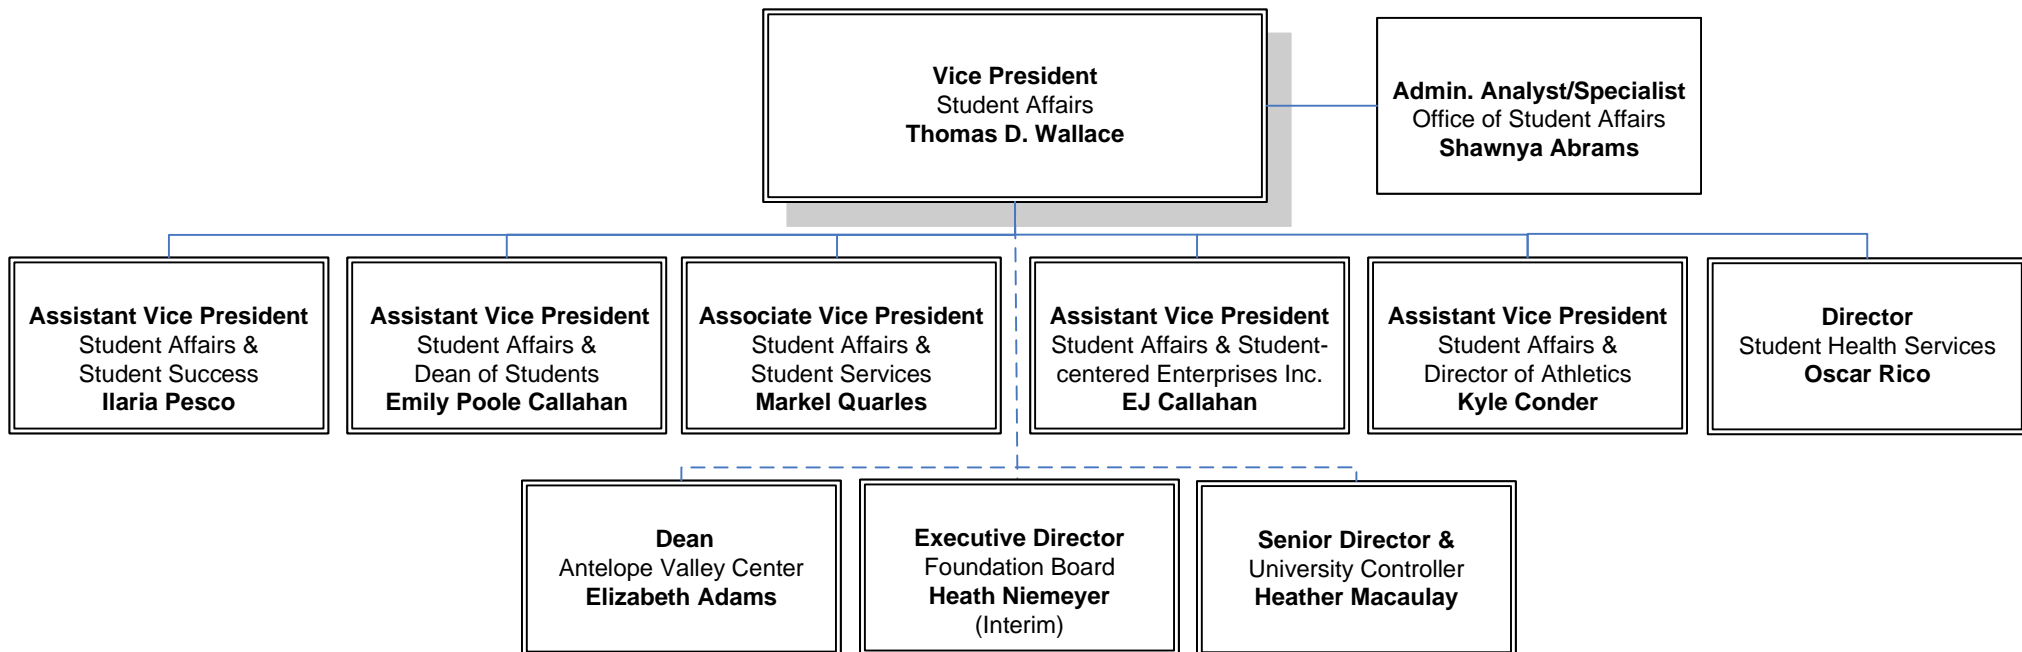 Vice President
Student Affairs
Thomas D. Wallace
Admin. Analyst/Specialist
Office of Student Affairs
Shawnya Abrams
Assistant Vice President
Student Affairs &
Student Success
Ilaria Pesco
Assistant Vice President
Student Affairs &
Dean of Students
Emily Poole Callahan
Associate Vice President
Student Affairs &
Student Services
Markel Quarles
Assistant Vice President
Student Affairs & Student-
centered Enterprises Inc.
EJ Callahan
Assistant Vice President
Student Affairs &
Director of Athletics
Kyle Conder
Director
Student Health Services
Oscar Rico
Dean
Antelope Valley Center
Elizabeth Adams
Executive Director
Foundation Board
Heath Niemeyer
(Interim)
Senior Director &
University Controller
Heather Macaulay